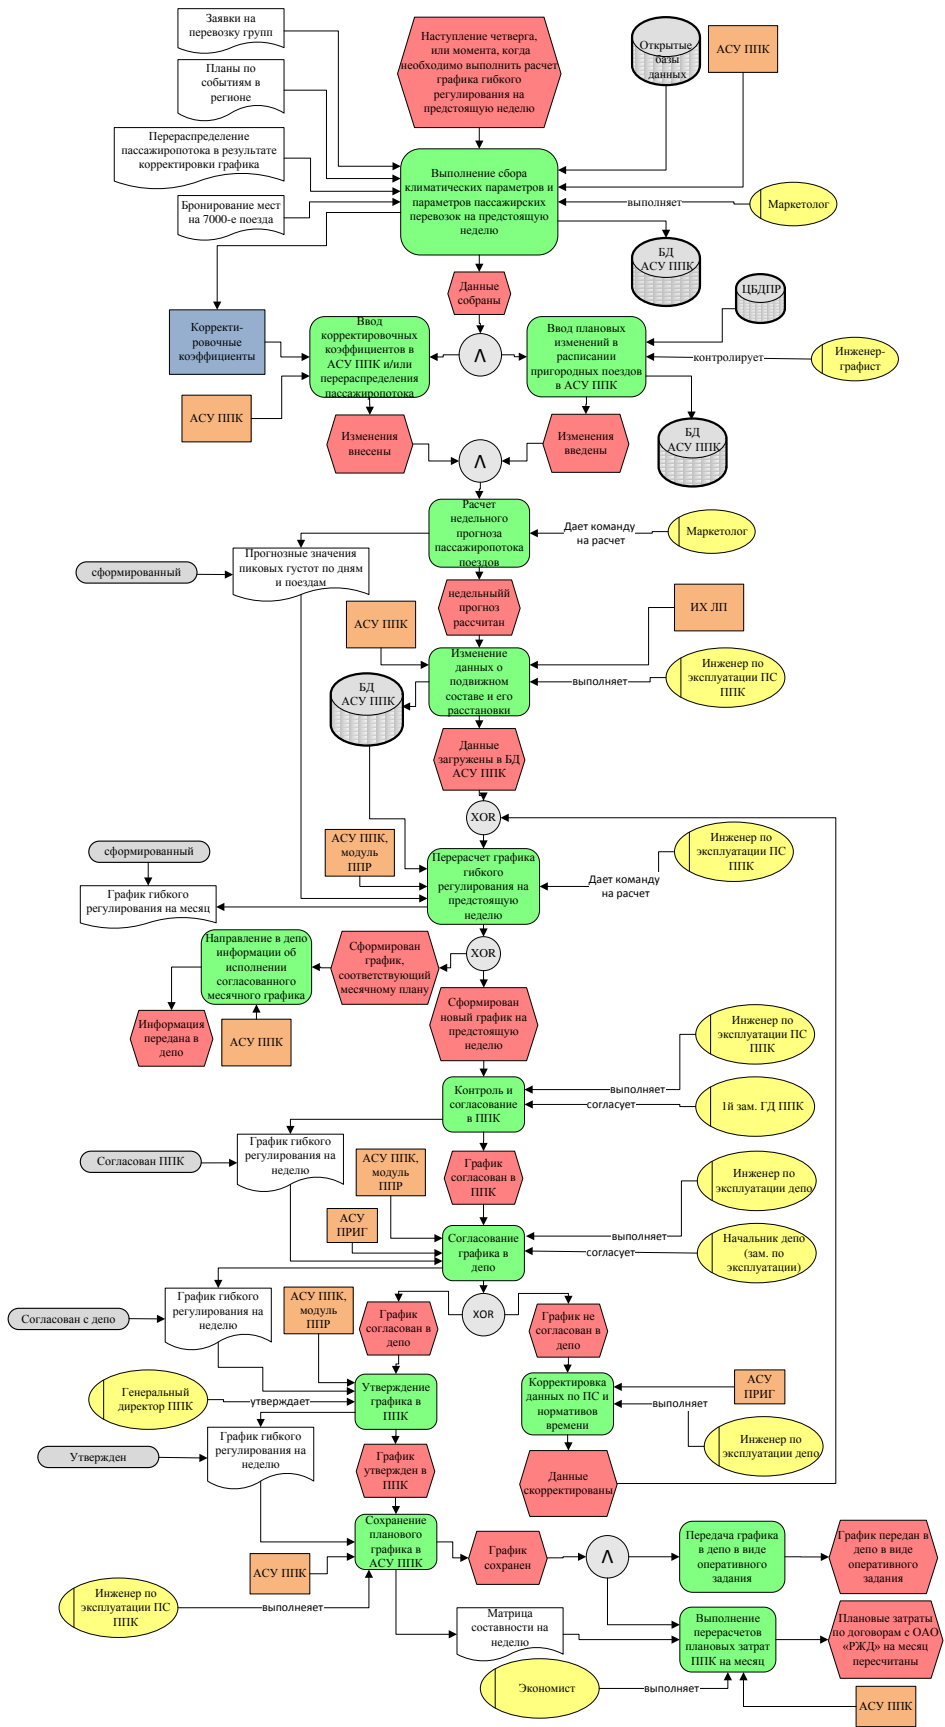 Заявки на
перевозку групп
Наступление четверга,
или момента, когда
необходимо выполнить расчет
графика гибкого
регулирования на
предстоящую неделю
Открытые
базы
данных
АСУ ППК
Планы по
событиям в
регионе
Перераспределение
пассажиропотока в результате
корректировки графика
Выполнение сбора
климатических параметров и
параметров пассажирских
перевозок на предстоящую
неделю
Бронирование мест
на 7000-е поезда
выполняет
Маркетолог
БД
АСУ ППК
Данные
собраны
ЦБДПР
Корректи-
ровочные
коэффициенты
Ввод
корректировочных
коэффициентов в
АСУ ППК и/или
перераспределения
пассажиропотока
Λ
Ввод плановых
изменений в
расписании
пригородных поездов
в АСУ ППК
контролирует
Инженер-
графист
АСУ ППК
Изменения
внесены
Λ
Изменения
введены
БД
АСУ ППК
Расчет
недельного
прогноза
пассажиропотока
поездов
Дает команду
на расчет
Маркетолог
сформированный
Прогнозные значения
пиковых густот по дням
и поездам
недельныйй
прогноз
рассчитан
АСУ ППК
ИХ ЛП
Изменение
данных о
подвижном
составе и его
расстановки
выполняет
Инженер по
эксплуатации ПС
ППК
БД
АСУ ППК
Данные
загружены в БД
АСУ ППК
XOR
АСУ ППК,
модуль
ППР
сформированный
График гибкого
регулирования на месяц
Перерасчет графика
гибкого
регулирования на
предстоящую
неделю
Дает команду
на расчет
Инженер по
эксплуатации ПС
ППК
XOR
Направление в депо
информации об
исполнении
согласованного
месячного графика
Сформирован
график,
соответствующий
месячному плану
Сформирован
новый график на
предстоящую
неделю
Информация
передана в
депо
АСУ ППК
Инженер по
эксплуатации ПС
ППК
Контроль и
согласование
в ППК
выполняет
согласует
1й зам. ГД ППК
Согласован ППК
График гибкого
регулирования на
неделю
АСУ ППК,
модуль
ППР
График
согласован в
ППК
Инженер по
эксплуатации депо
АСУ
ПРИГ
Согласование
графика в
депо
выполняет
согласует
Начальник депо
(зам. по
эксплуатации)
Согласован с депо
График гибкого
регулирования на
неделю
АСУ ППК,
модуль
ППР
График
согласован в
депо
XOR
График не
согласован в
депо
Генеральный
директор ППК
утверждает
Утверждение
графика в
ППК
Корректировка
данных по ПС и
нормативов
времени
АСУ
ПРИГ
выполняет
Инженер по
эксплуатации депо
Утвержден
График гибкого
регулирования на
неделю
График
утвержден в
ППК
Данные
скорректированы
Сохранение
планового
графика в
АСУ ППК
АСУ ППК
График
сохранен
Λ
Передача графика
в депо в виде
оперативного
задания
График передан в
депо в виде
оперативного
задания
Инженер по
эксплуатации ПС
ППК
выполнеяет
Матрица
составности на
неделю
Выполнение
перерасчетов
плановых затрат
ППК на месяц
Плановые затраты
по договорам с ОАО
«РЖД» на месяц
пересчитаны
Экономист
выполняет
АСУ ППК